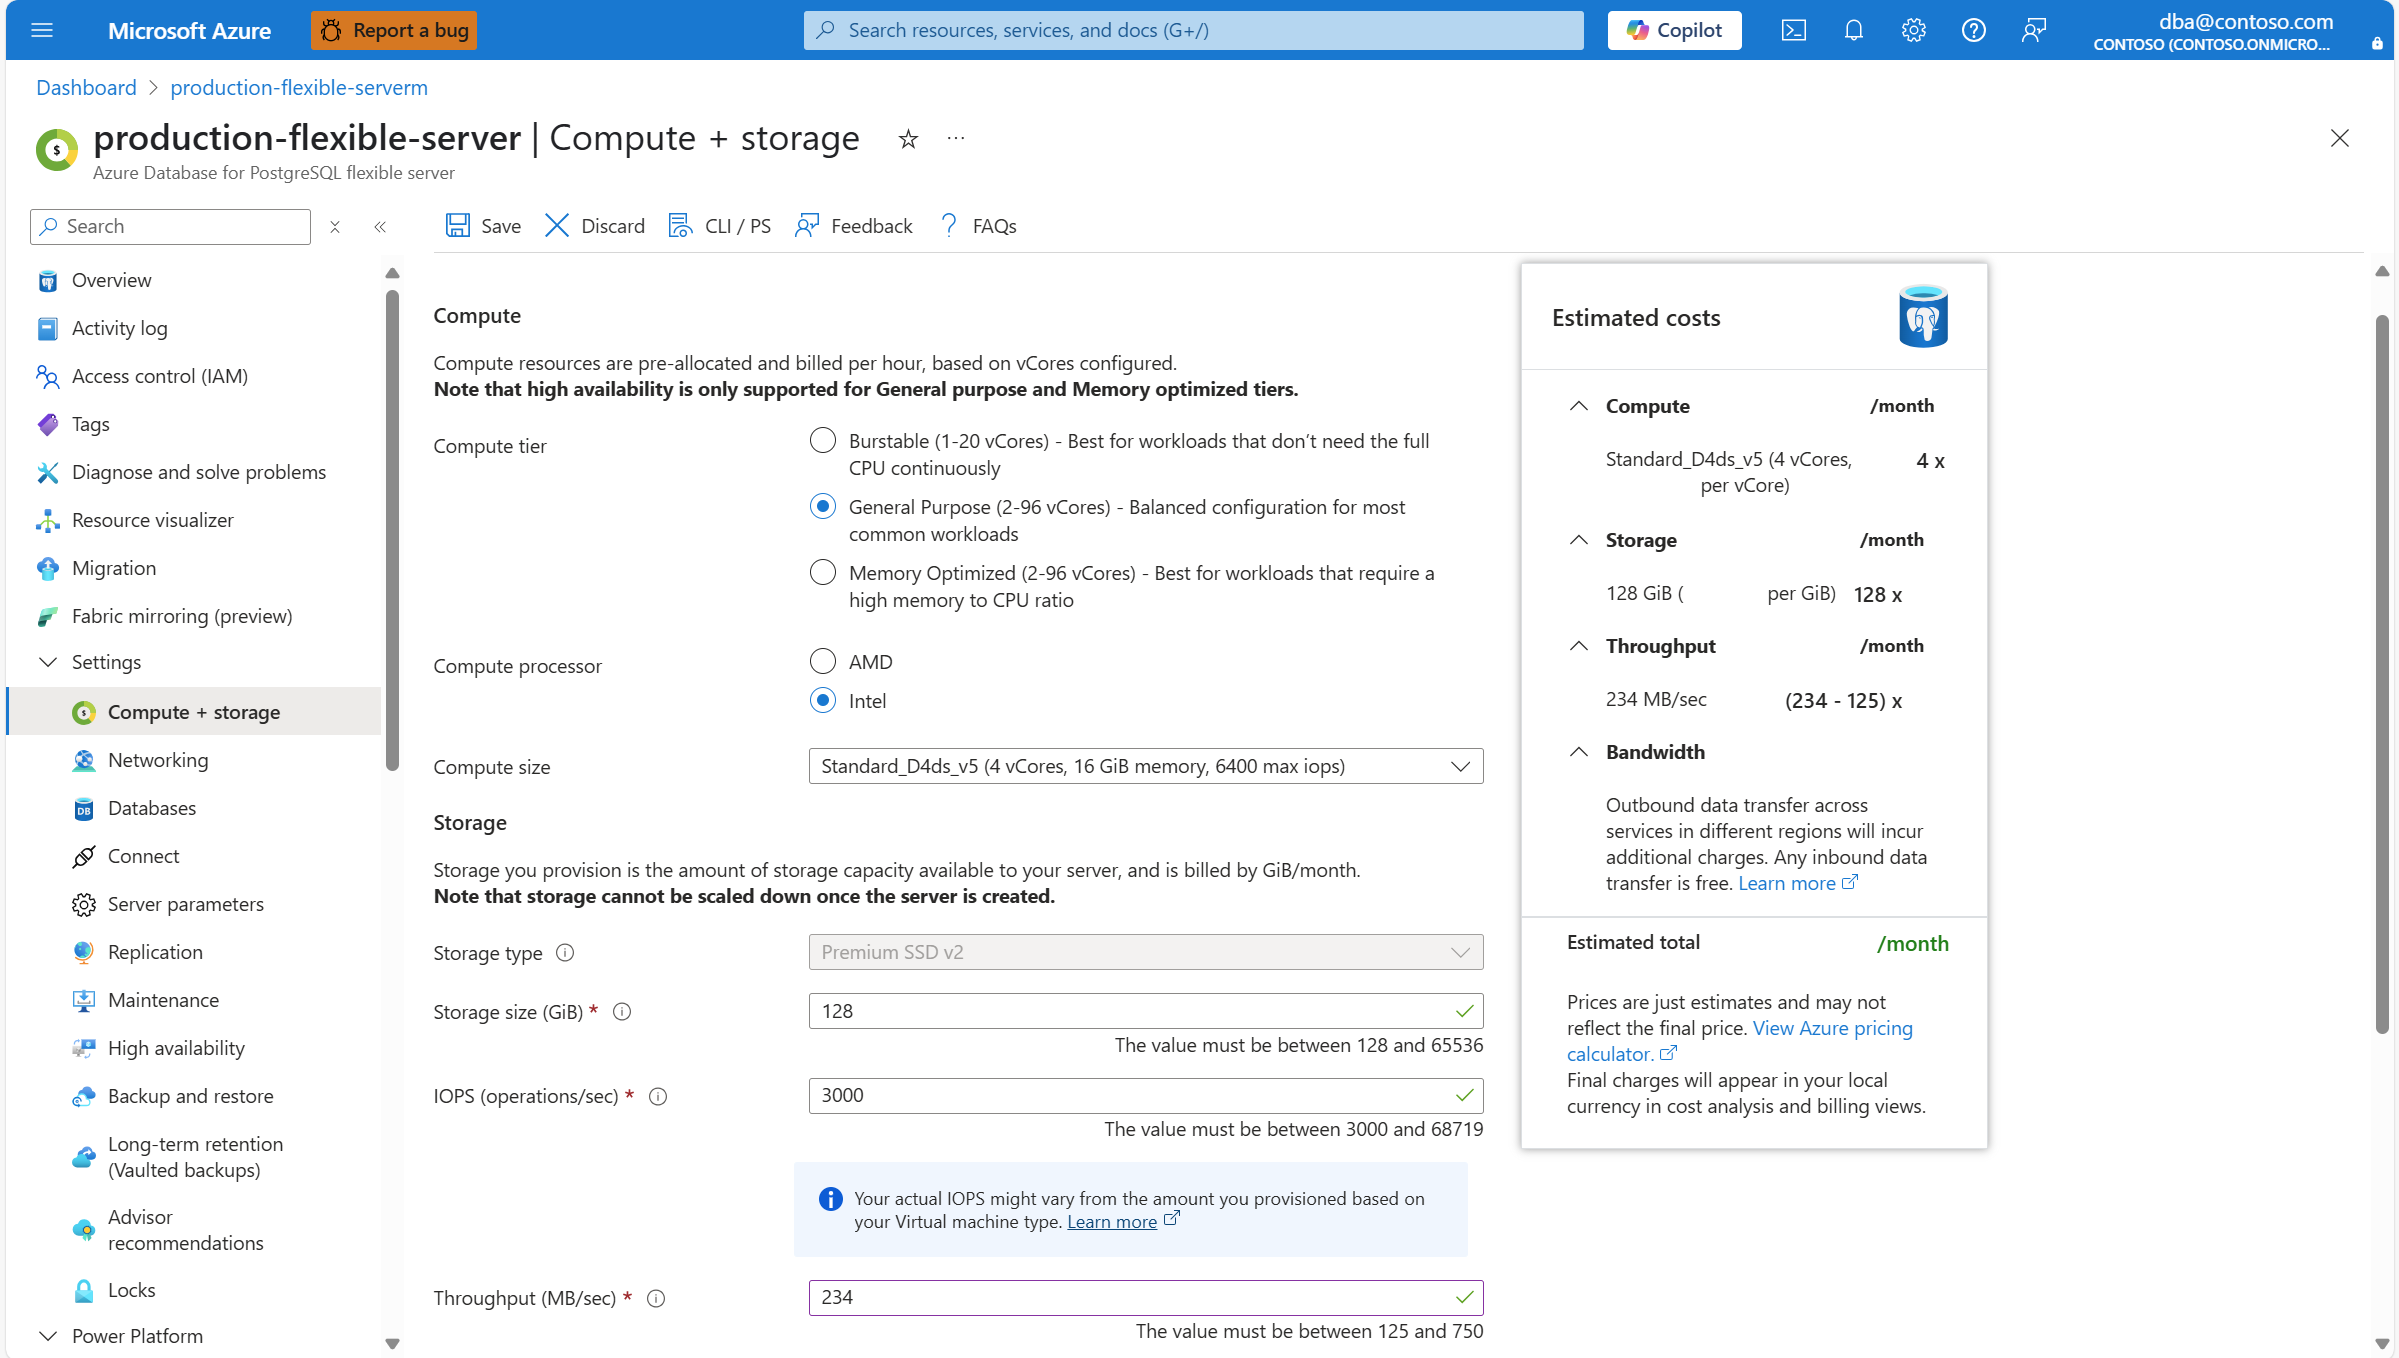 Microsoft Azure
Report a bug
Search resources, services, and docs (G+/)
Copilot
dba@contoso.com
CONTOSO (CONTOSO.ONMICRO...
Dashboard > production-flexible-serverm
production-flexible-server | Compute + storage
Azure Database for PostgreSQL flexible server
Search
Save
Discard
CLI / PS
Feedback
FAQs
Overview
Activity log
Access control (IAM)
Tags
Diagnose and solve problems
Resource visualizer
Migration
Fabric mirroring (preview)
Settings
Compute + storage
Networking
Databases
Connect
Server parameters
Replication
Maintenance
High availability
Backup and restore
Long-term retention
(Vaulted backups)
Advisor
recommendations
Locks
Power Platform
Compute
Compute resources are pre-allocated and billed per hour, based on vCores configured.
Note that high availability is only supported for General purpose and Memory optimized tiers.
Compute tier
Burstable (1-20 vCores) - Best for workloads that don't need the full
CPU continuously
General Purpose (2-96 vCores) - Balanced configuration for most
common workloads
Memory Optimized (2-96 vCores) - Best for workloads that require a
high memory to CPU ratio
Compute processor
AMD
Intel
Compute size
Standard_D4ds_v5 (4 vCores, 16 GiB memory, 6400 max iops)
Storage
Storage you provision is the amount of storage capacity available to your server, and is billed by GiB/month.
Note that storage cannot be scaled down once the server is created.
Storage type
Premium SSD v2
Storage size (GiB) *
128
The value must be between 128 and 65536
IOPS (operations/sec) *
3000
The value must be between 3000 and 68719
Your actual IOPS might vary from the amount you provisioned based on
your Virtual machine type. Learn more
Throughput (MB/sec) *
234
The value must be between 125 and 750
Estimated costs
Compute /month
Standard_D4ds_v5 (4 vCores, 4 x
per vCore)
Storage /month
128 GiB ( per GiB) 128 x
Throughput /month
234 MB/sec (234 - 125) x
Bandwidth
Outbound data transfer across
services in different regions will incur
additional charges. Any inbound data
transfer is free. Learn more
Estimated total /month
Prices are just estimates and may not
reflect the final price. View Azure pricing
calculator.
Final charges will appear in your local
currency in cost analysis and billing views.